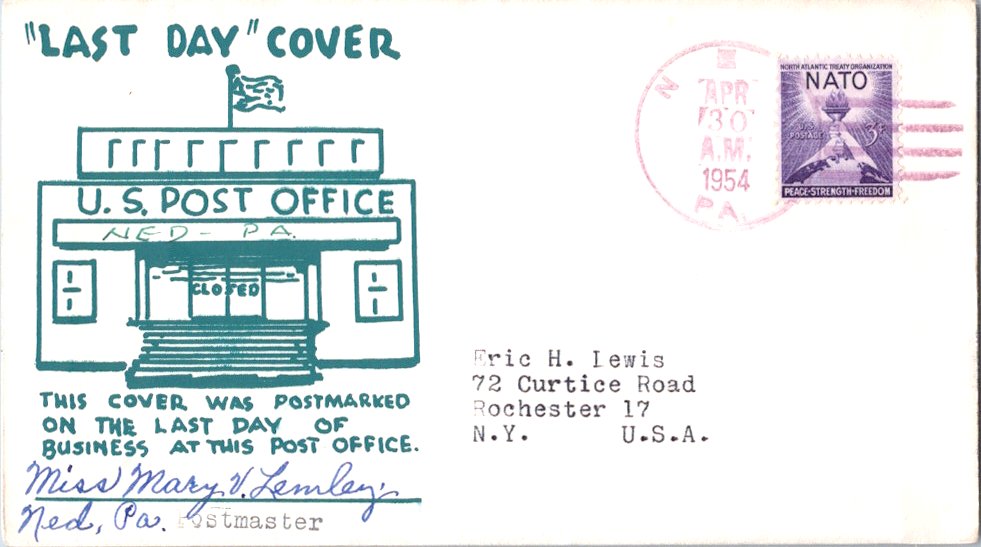 "LAST DAY" COVER
U.S. POST OFFICE
NED - PA.
CLOSED
THIS COVER WAS POSTMARKED
ON THE LAST DAY OF
BUSINESS AT THIS POST OFFICE.
Miss Mary V. Lemley,
Ned, Pa. Postmaster
N
APR
30
A.M.
1954
PA.
NORTH ATLANTIC TREATY ORGANIZATION
NATO
U.S.
POSTAGE
3¢
PEACE-STRENGTH-FREEDOM
Eric H. Lewis
72 Curtice Road
Rochester 17
N.Y. U.S.A.